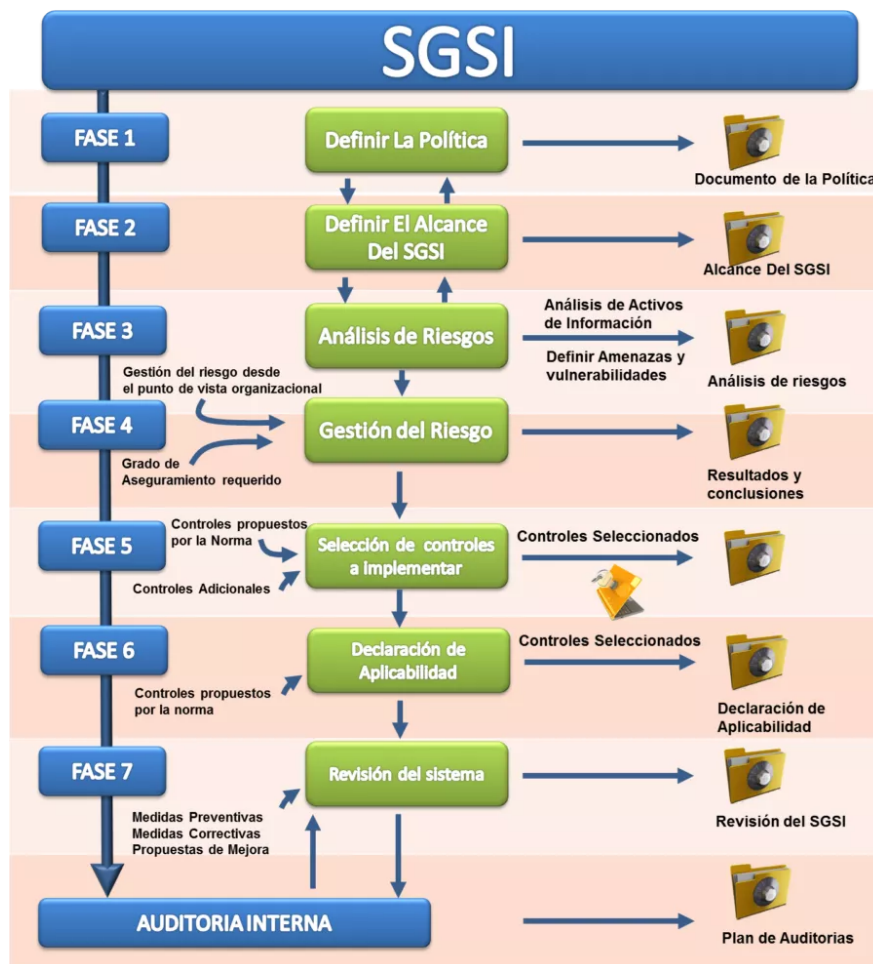 SGSI
FASE 1
Definir La Política
Documento de la Política
FASE 2
Definir El Alcance
Del SGSI
Alcance Del SGSI
FASE 3
Análisis de Riesgos
Análisis de Activos
de Información
Definir Amenazas y
vulnerabilidades
Análisis de riesgos
Gestión del riesgo desde
el punto de vista organizacional
FASE 4
Gestión del Riesgo
Grado de
Aseguramiento requerido
Resultados y
conclusiones
FASE 5
Controles propuestos
por la Norma
Controles Adicionales
Selección de controles
a Implementar
Controles Seleccionados
FASE 6
Declaración de
Aplicabilidad
Controles Seleccionados
Controles propuestos
por la norma
Declaración de
Aplicabilidad
FASE 7
Revisión del sistema
Medidas Preventivas
Medidas Correctivas
Propuestas de Mejora
Revisión del SGSI
AUDITORIA INTERNA
Plan de Auditorias